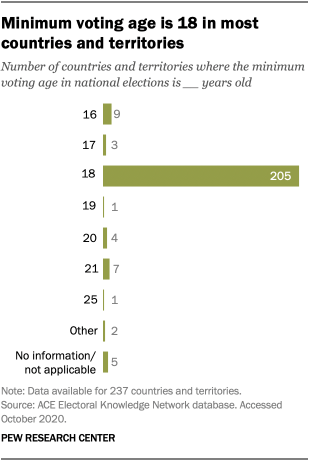 Minimum voting age is 18 in most
countries and territories
Number of countries and territories where the minimum
voting age in national elections is __ years old
16 9
17 3
18 205
19 1
20 4
21 7
25 1
Other 2
No information/
not applicable 5
Note: Data available for 237 countries and territories.
Source: ACE Electoral Knowledge Network database. Accessed
October 2020.
PEW RESEARCH CENTER